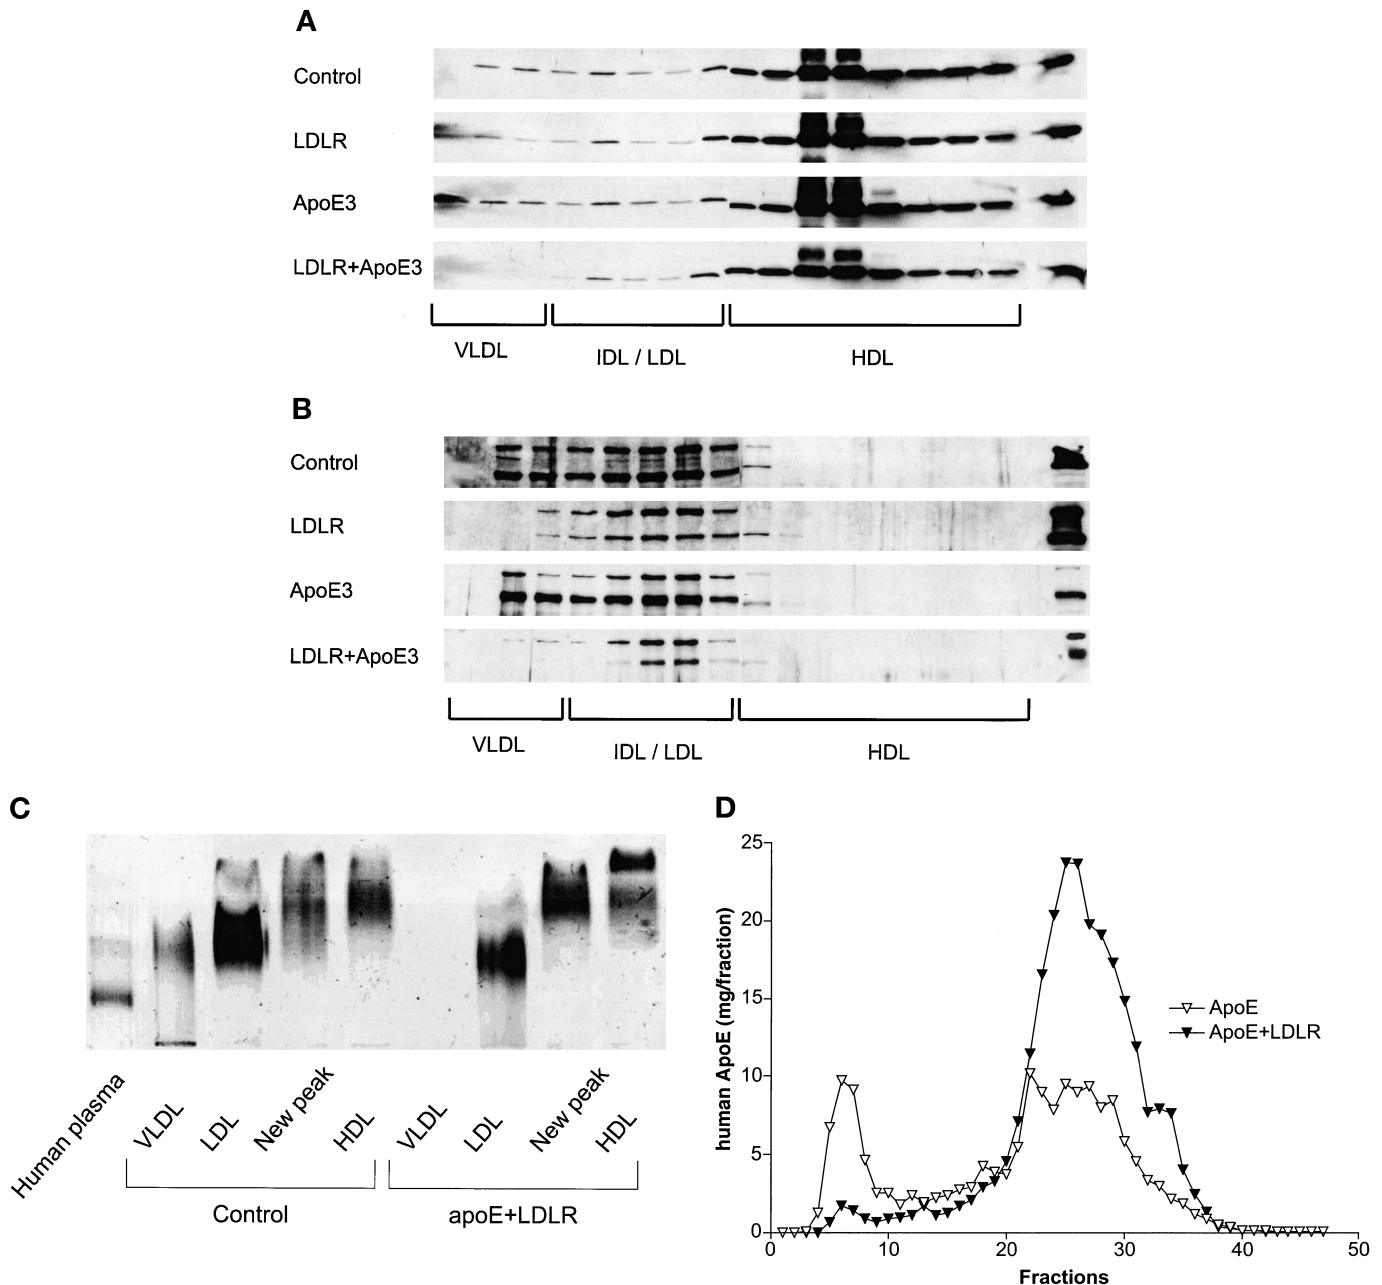 A
Control
LDLR
ApoE3
LDLR+ApoE3
VLDL
IDL / LDL
HDL
B
Control
LDLR
ApoE3
LDLR+ApoE3
VLDL
IDL / LDL
HDL
C
Human plasma
VLDL
LDL
New peak
HDL
VLDL
LDL
New peak
HDL
Control
apoE+LDLR
D
human ApoE (mg/fraction)
25
20
15
10
5
0
ApoE
ApoE+LDLR
0 10 20 30 40 50
Fractions